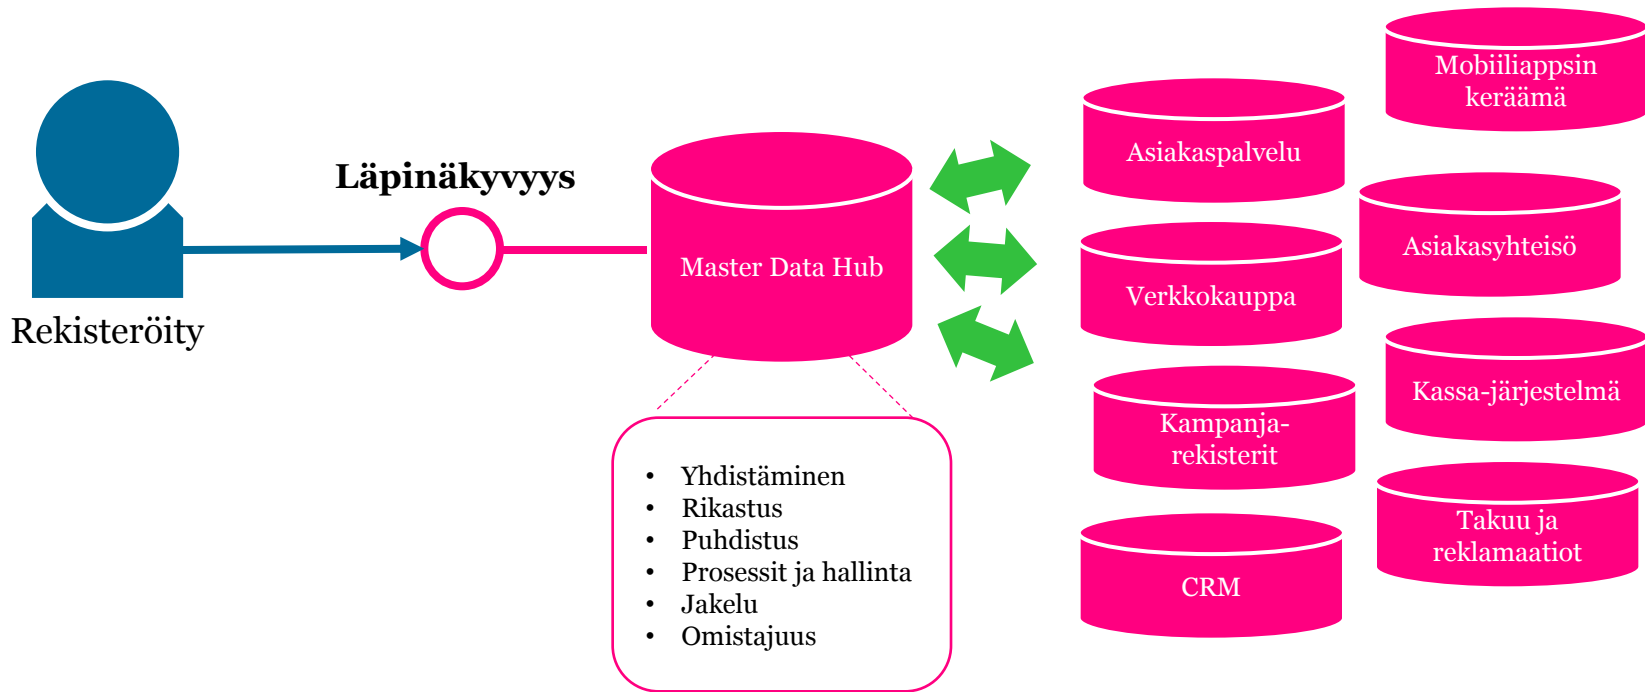 Rekisteröity
Läpinäkyvyys
Master Data Hub
• Yhdistäminen
• Rikastus
• Puhdistus
• Prosessit ja hallinta
• Jakelu
• Omistajuus
Asiakaspalvelu
Verkkokauppa
Kampanja-
rekisterit
CRM
Mobiiliappsin
keräämä
Asiakasyhteisö
Kassa-järjestelmä
Takuu ja
reklamaatiot